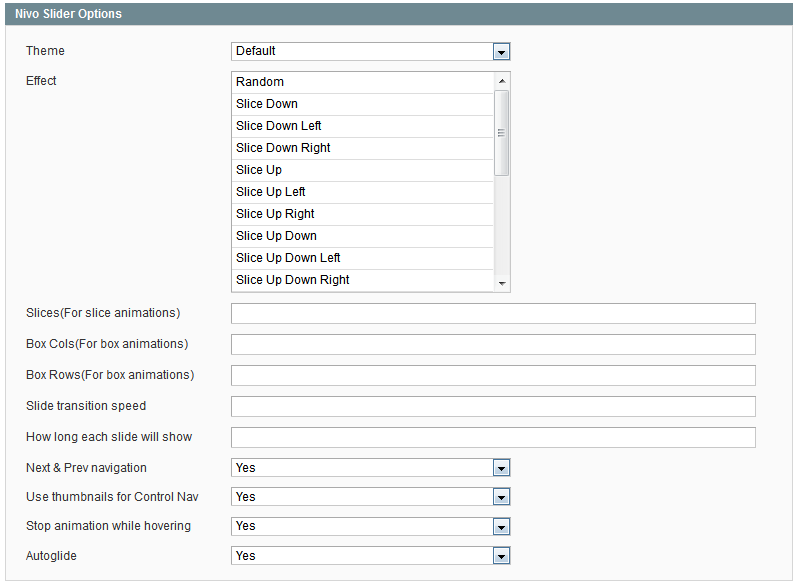 Nivo Slider Options
Theme Default
Effect Random
Slice Down
Slice Down Left
Slice Down Right
Slice Up
Slice Up Left
Slice Up Right
Slice Up Down
Slice Up Down Left
Slice Up Down Right
Slices(For slice animations)
Box Cols(For box animations)
Box Rows(For box animations)
Slide transition speed
How long each slide will show
Next & Prev navigation Yes
Use thumbnails for Control Nav Yes
Stop animation while hovering Yes
Autoglide Yes